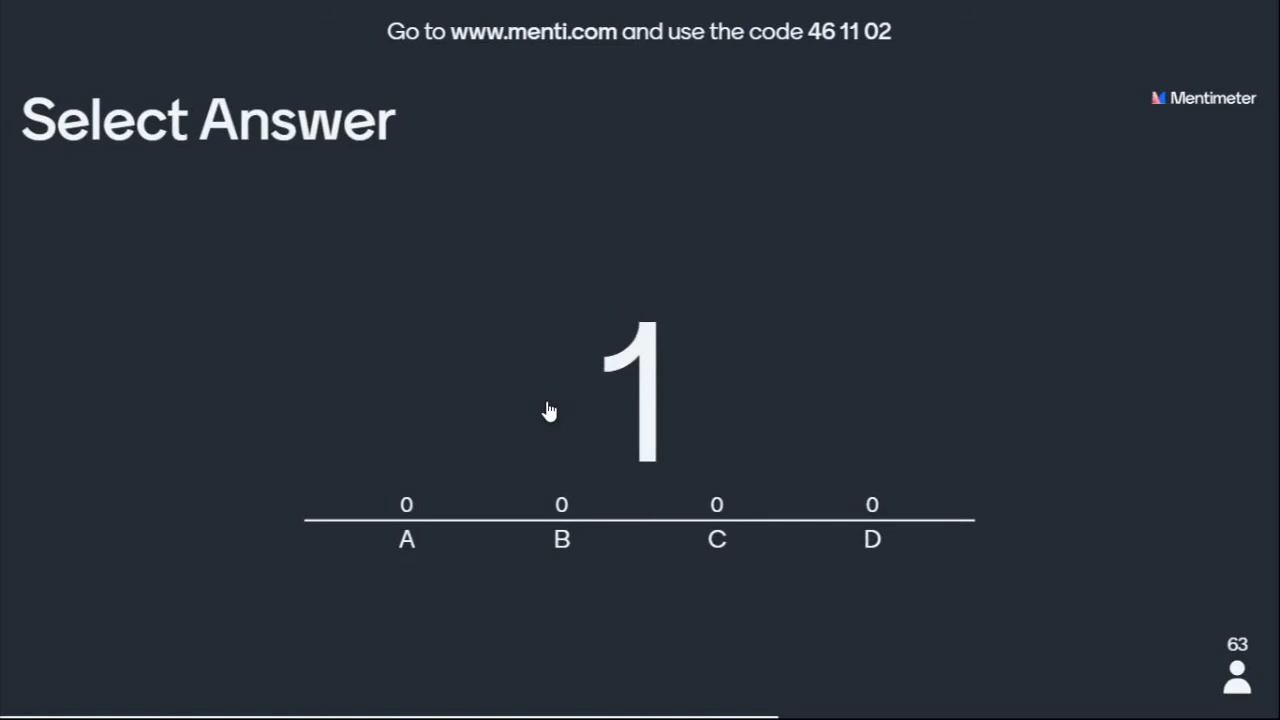 Go to www.menti.com and use the code 46 11 02
Select Answer
Mentimeter
1
0 0 0 0
A B C D
63